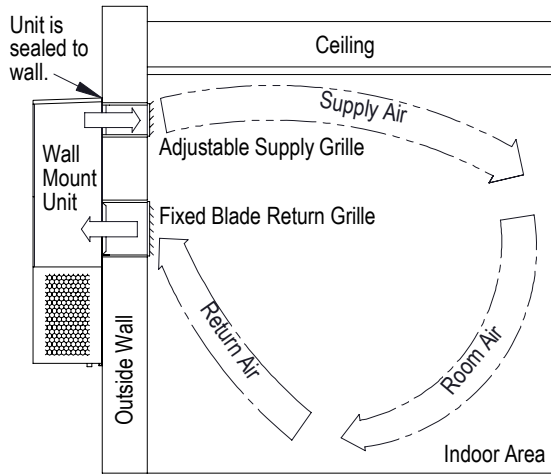 Unit is
sealed to
wall.
Ceiling
Supply Air
Adjustable Supply Grille
Wall
Mount
Unit
Fixed Blade Return Grille
Return Air
Room Air
Outside Wall
Indoor Area